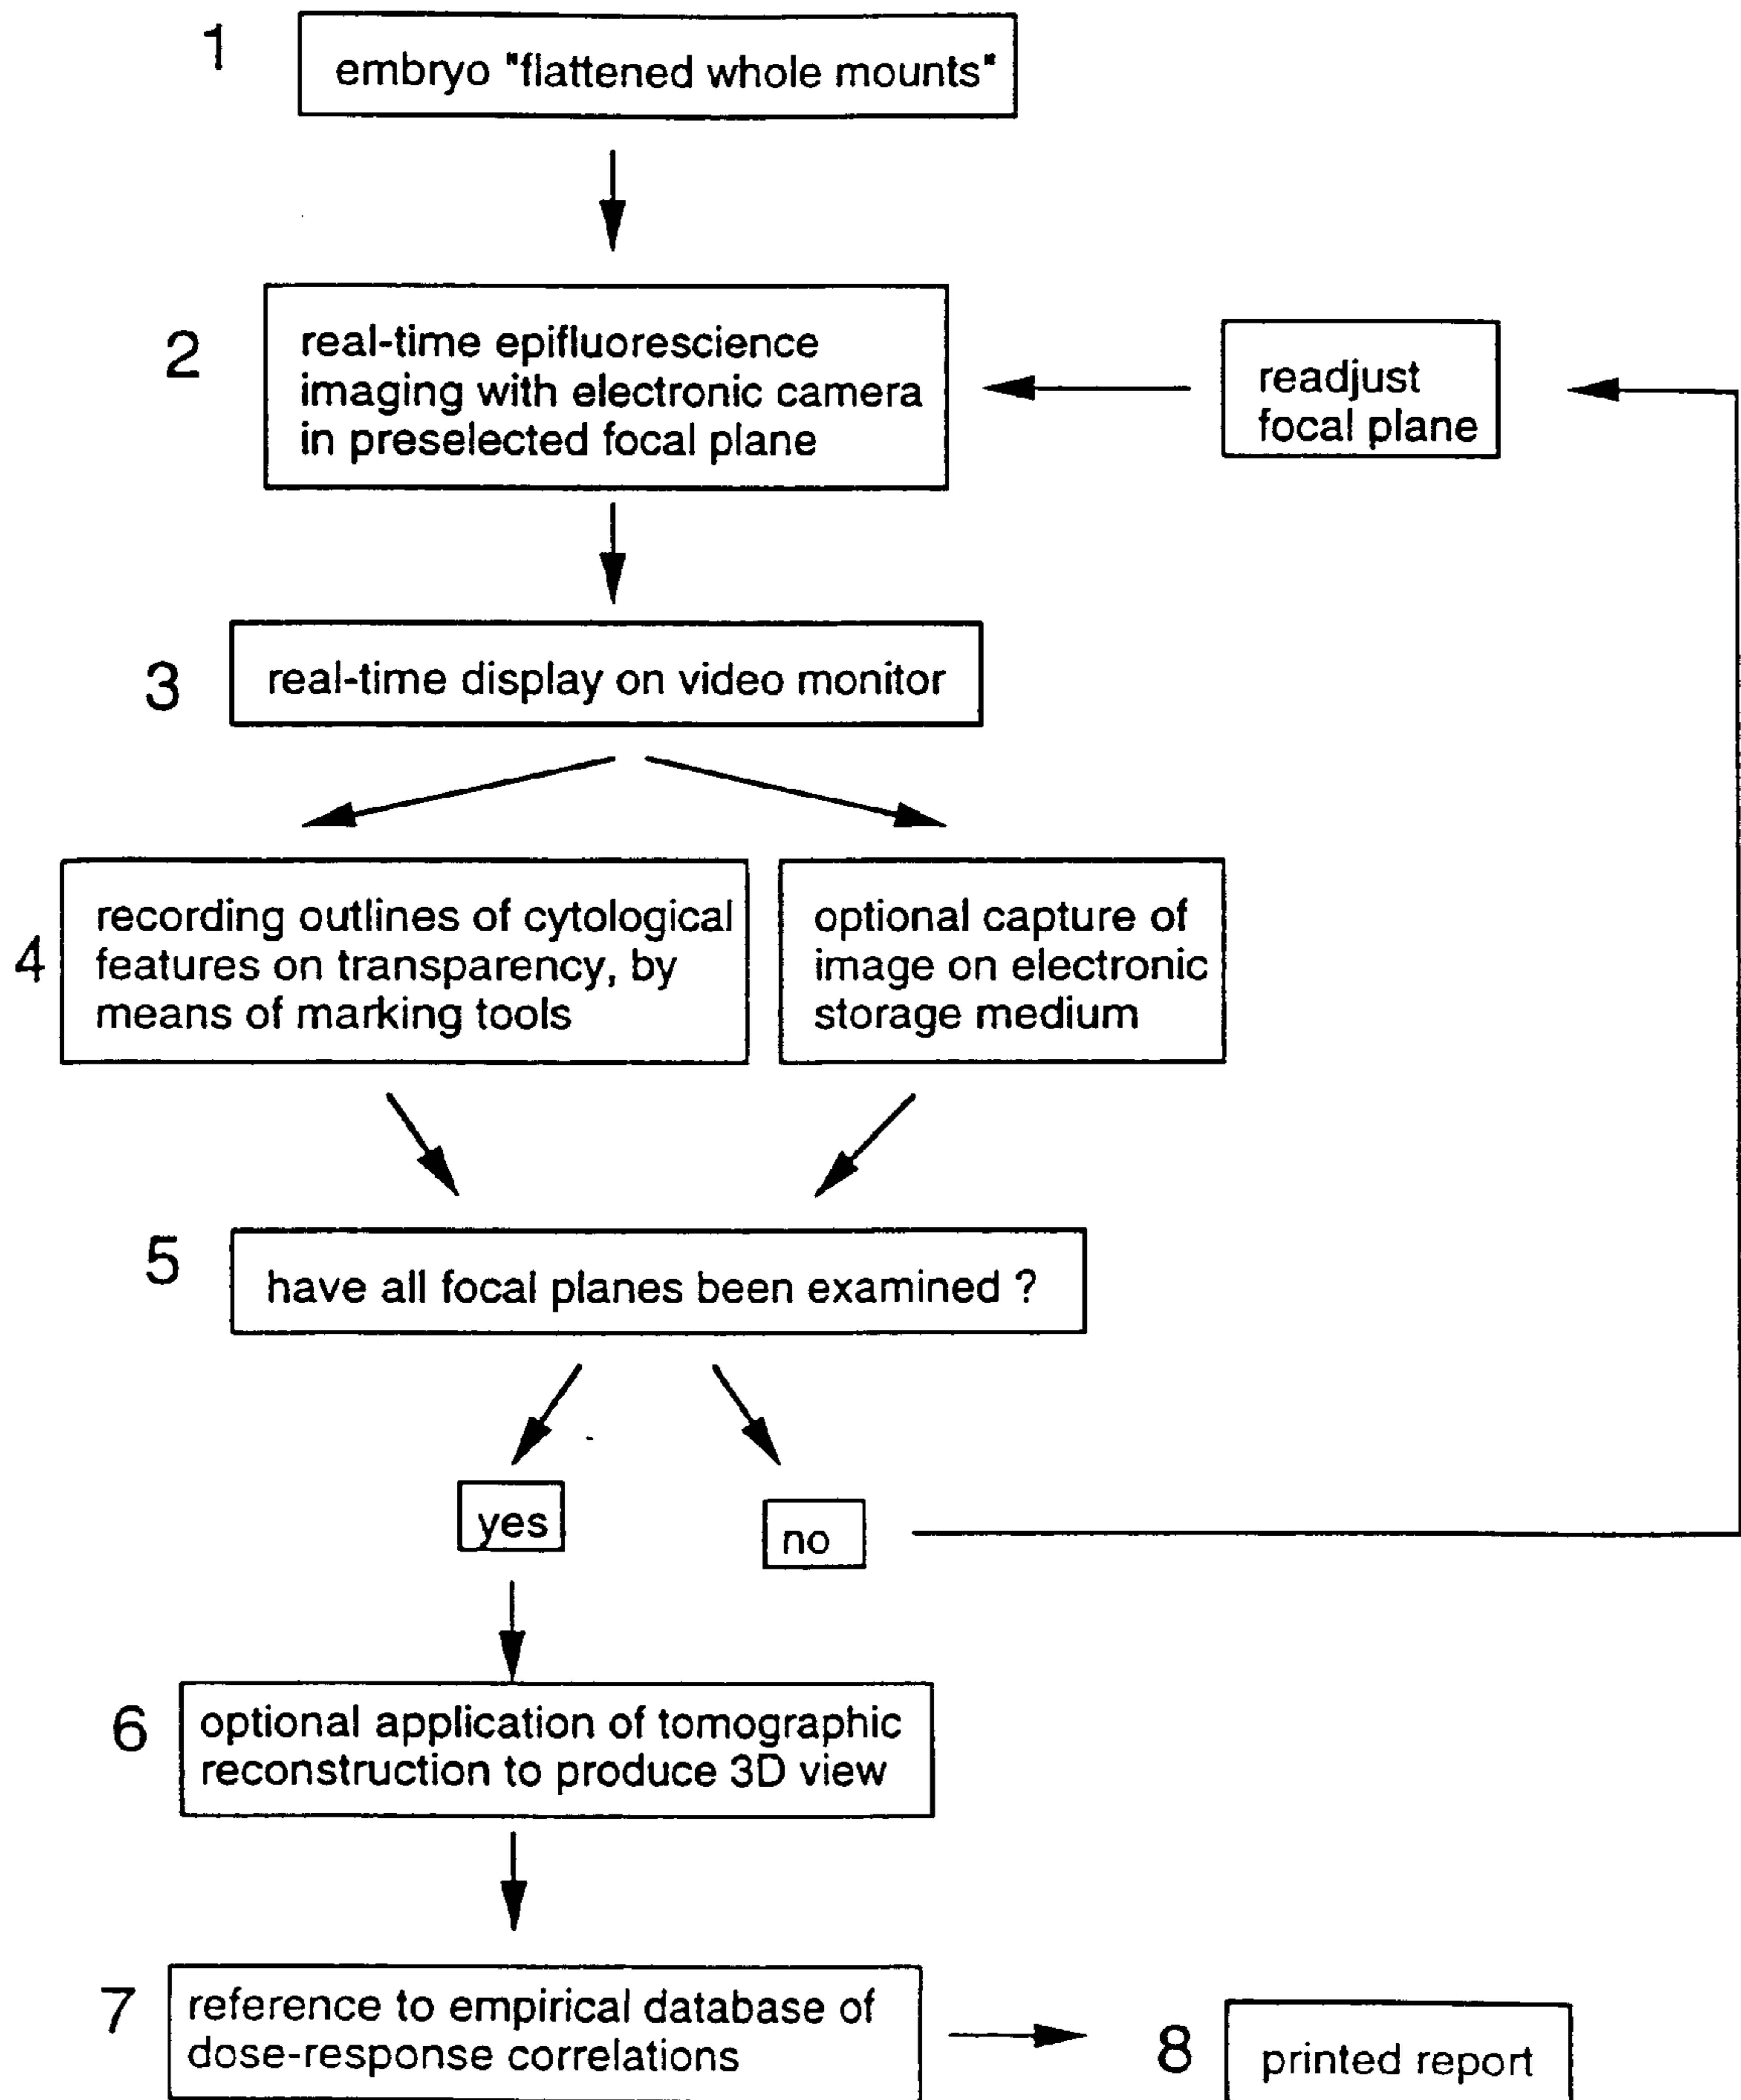 1
embryo "flattened whole mounts"
2
real-time epifluorescience
imaging with electronic camera
in preselected focal plane
readjust
focal plane
3
real-time display on video monitor
4
recording outlines of cytological
features on transparency, by
means of marking tools
optional capture of
image on electronic
storage medium
5
have all focal planes been examined ?
yes
no
6
optional application of tomographic
reconstruction to produce 3D view
7
reference to empirical database of
dose-response correlations
8
printed report